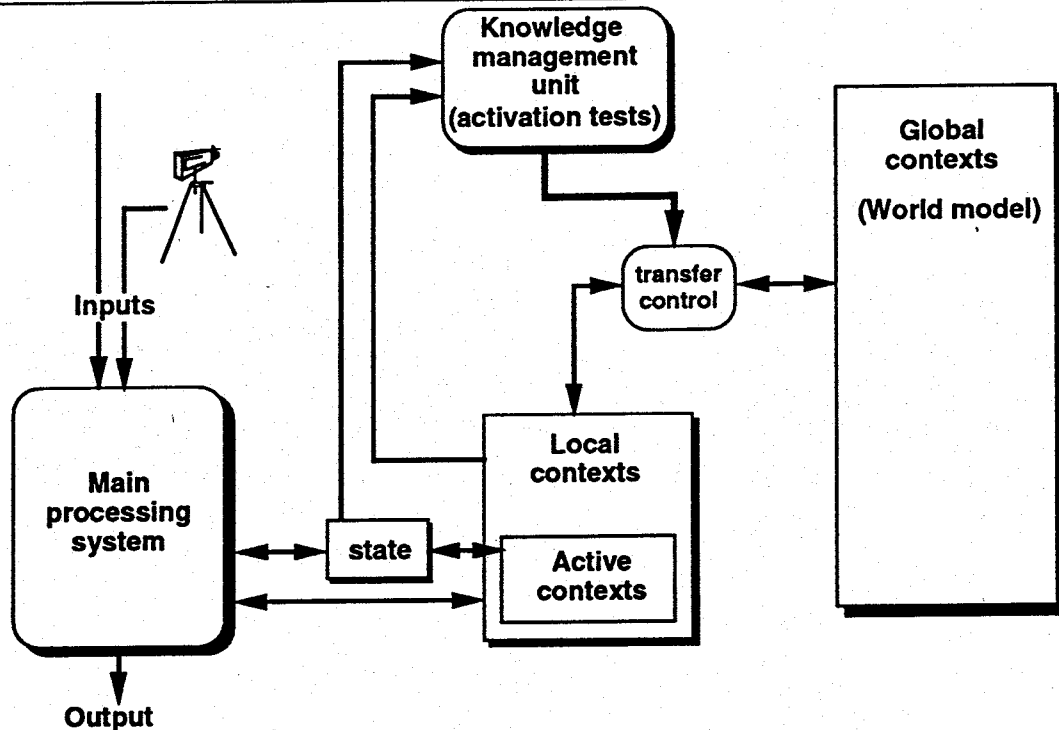 Knowledge
management
unit
(activation tests)
Global
contexts
(World model)
transfer
control
Inputs
Local
contexts
Main
processing
system
state
Active
contexts
Output